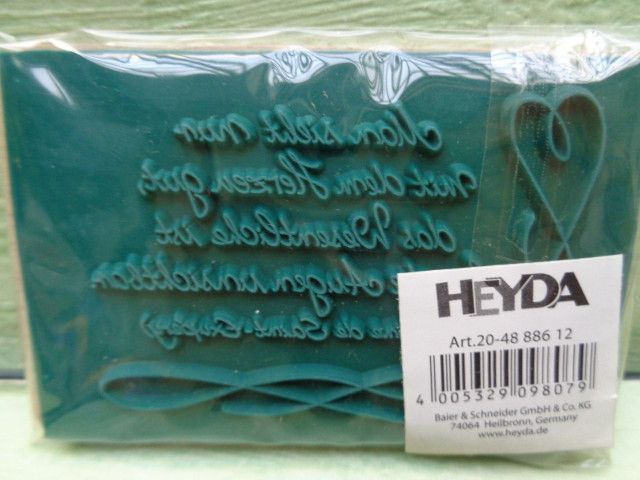 Man sieht nur
mit dem Herzen gut,
das Wesentliche ist
Augen unsichtbar
de Saint-Exupéry)
HEYDA
Art.20-48 886 12
4 005329 098079
Baier & Schneider GmbH & Co. KG
74064 Heilbronn, Germany
www.heyda.de